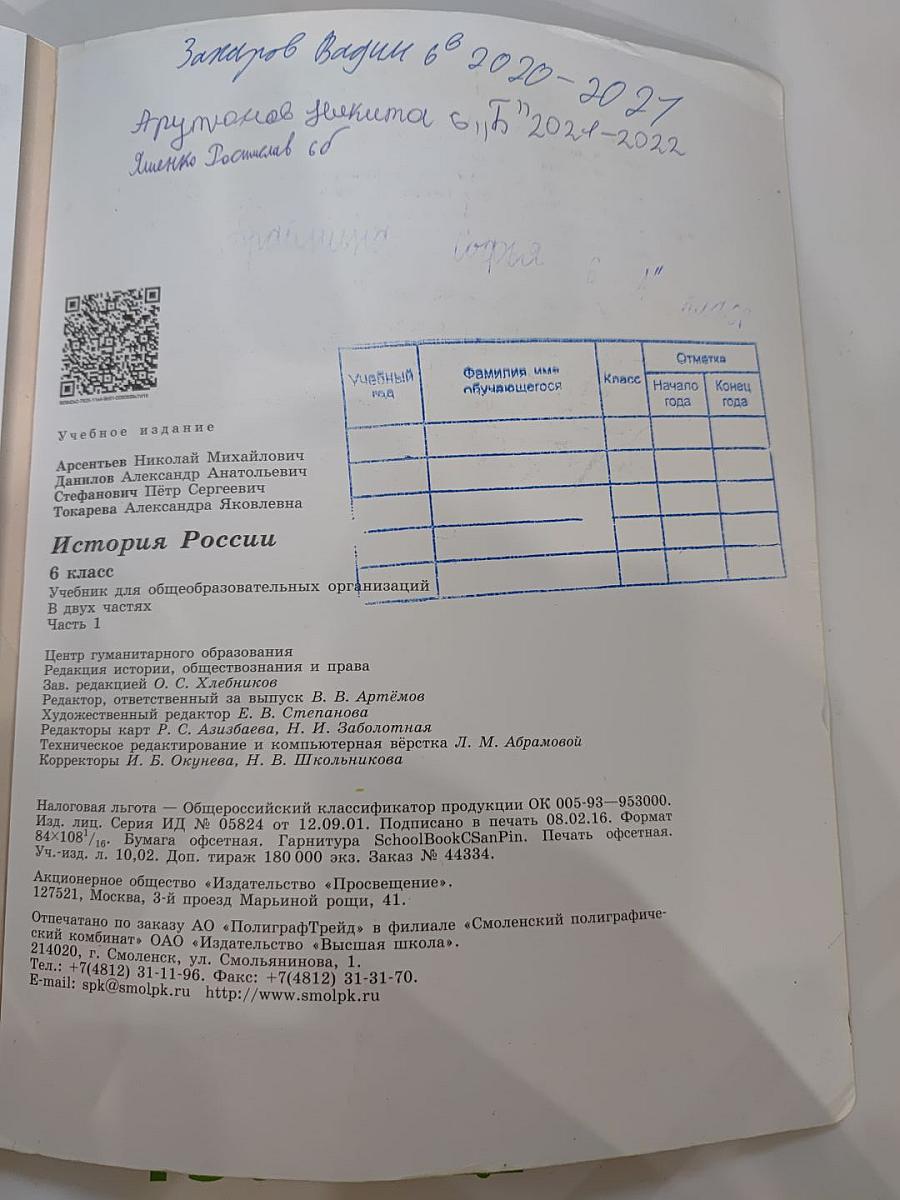 Захаров Вадим 6 В 2020-2021
Арутюнов Никита 6 „Б" 2021-2022
Яшенко Ростислав 6б
София 6
Учебный год
Фамилия имя обучающегося
Класс
Отметка
Начало года
Конец года
Учебное издание
Арсентьев Николай Михайлович
Данилов Александр Анатольевич
Стефанович Пётр Сергеевич
Токарева Александра Яковлевна
История России
6 класс
Учебник для общеобразовательных организаций
В двух частях
Часть 1
Центр гуманитарного образования
Редакция истории, обществознания и права
Зав. редакцией О. С. Хлебников
Редактор, ответственный за выпуск В. В. Артёмов
Художественный редактор Е. В. Степанова
Редакторы карт Р. С. Азизбаева, Н. И. Заболотная
Техническое редактирование и компьютерная вёрстка Л. М. Абрамовой
Корректоры И. Б. Окунева, Н. В. Школьникова
Налоговая льгота — Общероссийский классификатор продукции ОК 005-93—953000.
Изд. лиц. Серия ИД № 05824 от 12.09.01. Подписано в печать 08.02.16. Формат
84×108¹/₁₆. Бумага офсетная. Гарнитура SchoolBookCSanPin. Печать офсетная.
Уч.-изд. л. 10,02. Доп. тираж 180 000 экз. Заказ № 44334.
Акционерное общество «Издательство «Просвещение».
127521, Москва, 3-й проезд Марьиной рощи, 41.
Отпечатано по заказу АО «ПолиграфТрейд» в филиале «Смоленский полиграфиче-
ский комбинат» ОАО «Издательство «Высшая школа».
214020, г. Смоленск, ул. Смольянинова, 1.
Тел.: +7(4812) 31-11-96. Факс: +7(4812) 31-31-70.
E-mail: spk@smolpk.ru http://www.smolpk.ru